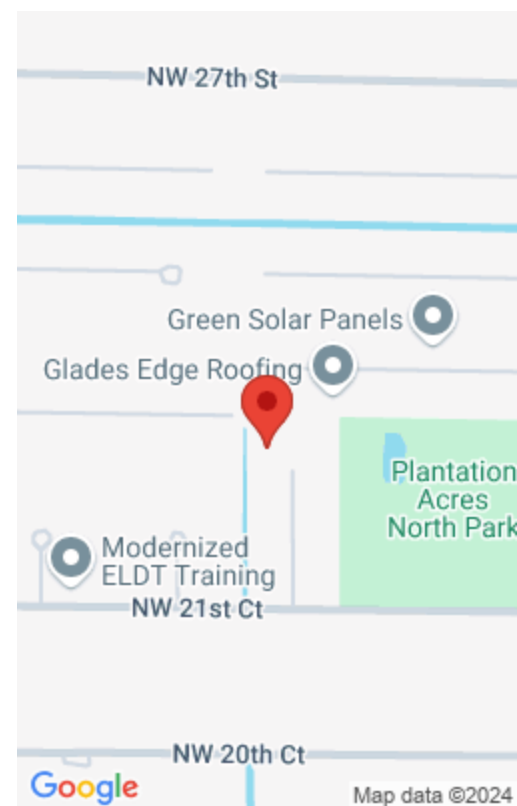 NW 27th St
Green Solar Panels
Glades Edge Roofing
Plantation
Acres
North Park
Modernized
ELDT Training
NW 21st Ct
NW 20th Ct
Google
Map data ©2024